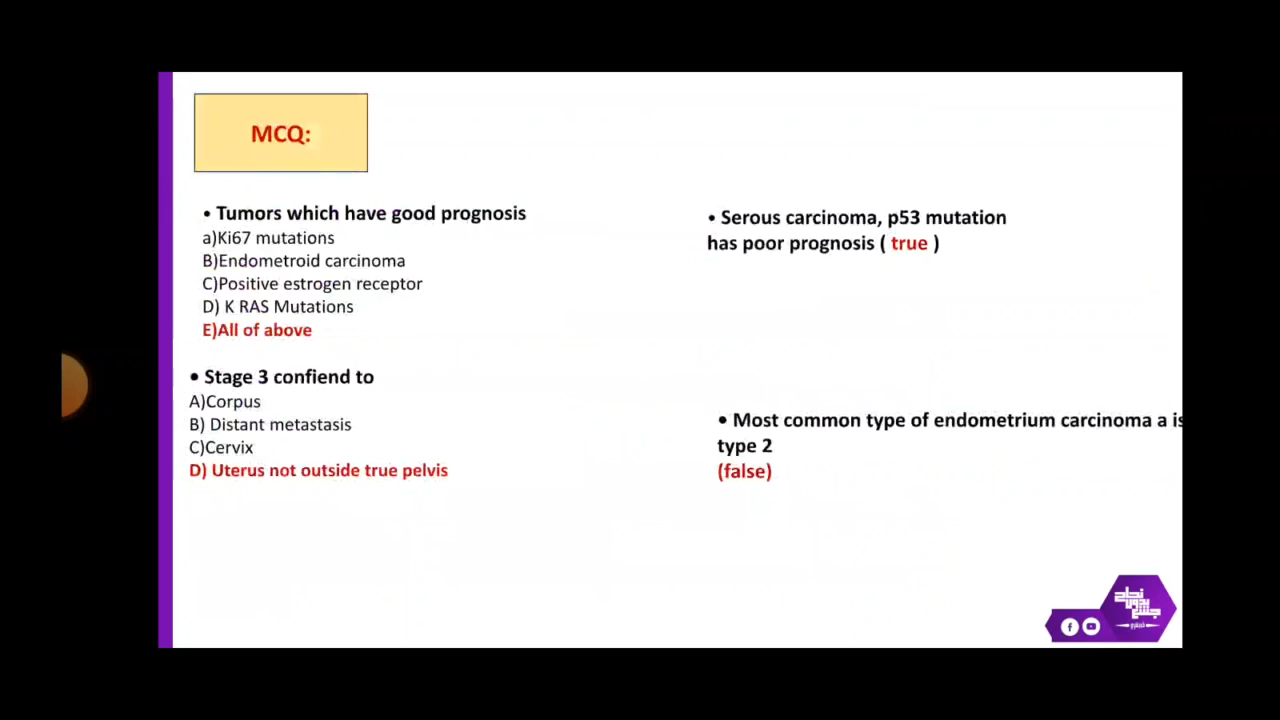 MCQ:
• Tumors which have good prognosis
a)Ki67 mutations
B)Endometroid carcinoma
C)Positive estrogen receptor
D) K RAS Mutations
E)All of above
• Stage 3 confiend to
A)Corpus
B) Distant metastasis
C)Cervix
D) Uterus not outside true pelvis
• Serous carcinoma, p53 mutation
has poor prognosis ( true )
• Most common type of endometrium carcinoma a is
type 2
(false)